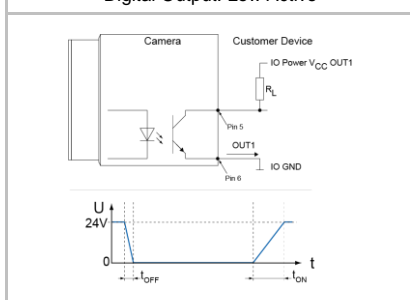 Digital Output: Low Active
Camera
Customer Device
IO Power VCC OUT1
RL
Pin 5
OUT1
Pin 6
IO GND
U
24V
0
t
tOFF
tON